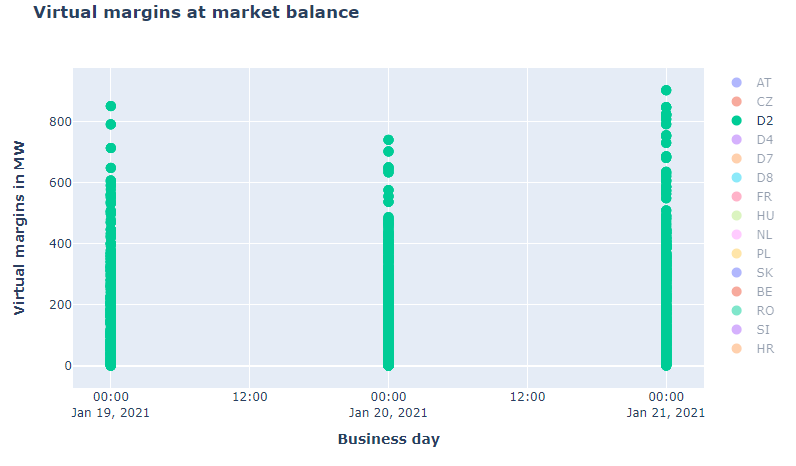 Virtual margins at market balance
Virtual margins in MW
800
600
400
200
0
00:00
Jan 19, 2021
12:00
00:00
Jan 20, 2021
12:00
00:00
Jan 21, 2021
Business day
AT
CZ
D2
D4
D7
D8
FR
HU
NL
PL
SK
BE
RO
SI
HR